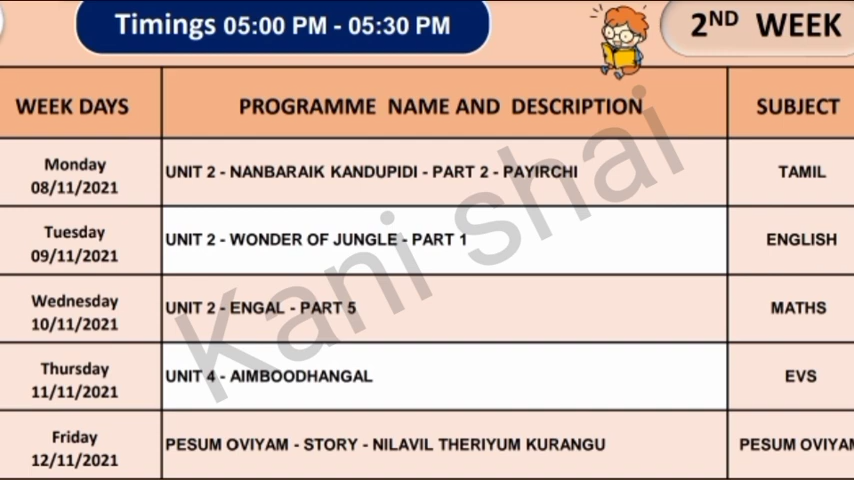 Timings 05:00 PM - 05:30 PM
2ND WEEK
WEEK DAYS
PROGRAMME NAME AND DESCRIPTION
SUBJECT
Monday
08/11/2021
UNIT 2 - NANBARAIK KANDUPIDI - PART 2 - PAYIRCHI
TAMIL
Tuesday
09/11/2021
UNIT 2 - WONDER OF JUNGLE - PART 1
ENGLISH
Wednesday
10/11/2021
UNIT 2 - ENGAL - PART 5
MATHS
Thursday
11/11/2021
UNIT 4 - AIMBOODHANGAL
EVS
Friday
12/11/2021
PESUM OVIYAM - STORY - NILAVIL THERIYUM KURANGU
PESUM OVIYAM
Kani shai